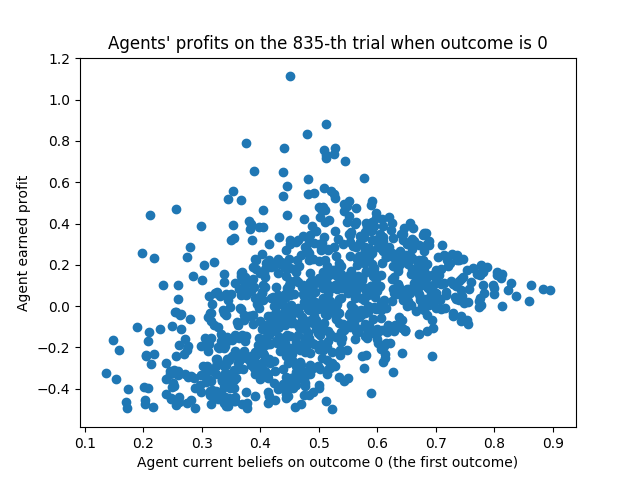 Agents' profits on the 835-th trial when outcome is 0
1.2
1.0
0.8
0.6
0.4
0.2
0.0
−0.2
−0.4
Agent earned profit
0.1 0.2 0.3 0.4 0.5 0.6 0.7 0.8 0.9
Agent current beliefs on outcome 0 (the first outcome)